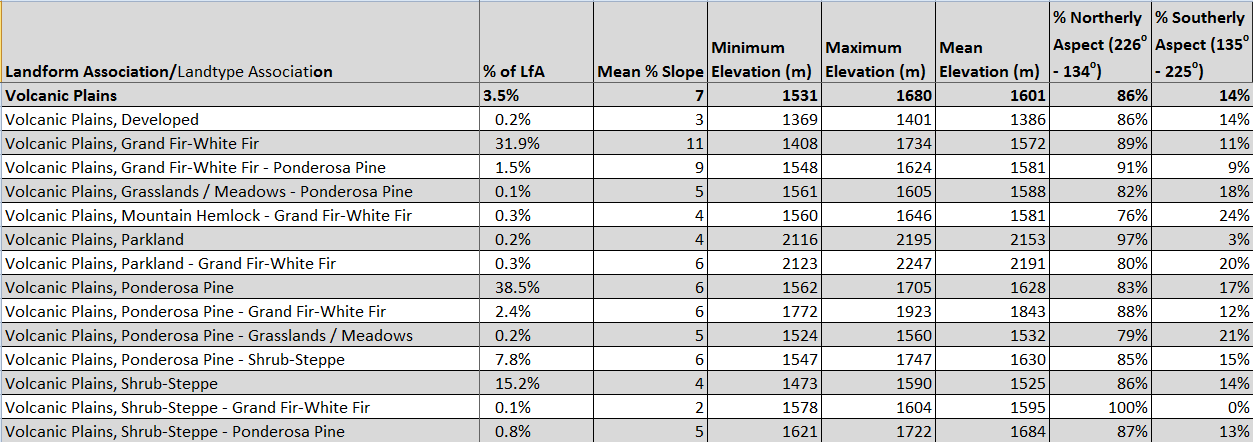 Landform Association/Landtype Association % of LfA Mean % Slope Minimum Elevation (m) Maximum Elevation (m) Mean Elevation (m) % Northerly Aspect (226o - 134o) % Southerly Aspect (135o - 225o)
Volcanic Plains 3.5% 7 1531 1680 1601 86% 14%
Volcanic Plains, Developed 0.2% 3 1369 1401 1386 86% 14%
Volcanic Plains, Grand Fir-White Fir 31.9% 11 1408 1734 1572 89% 11%
Volcanic Plains, Grand Fir-White Fir - Ponderosa Pine 1.5% 9 1548 1624 1581 91% 9%
Volcanic Plains, Grasslands / Meadows - Ponderosa Pine 0.1% 5 1561 1605 1588 82% 18%
Volcanic Plains, Mountain Hemlock - Grand Fir-White Fir 0.3% 4 1560 1646 1581 76% 24%
Volcanic Plains, Parkland 0.2% 4 2116 2195 2153 97% 3%
Volcanic Plains, Parkland - Grand Fir-White Fir 0.3% 6 2123 2247 2191 80% 20%
Volcanic Plains, Ponderosa Pine 38.5% 6 1562 1705 1628 83% 17%
Volcanic Plains, Ponderosa Pine - Grand Fir-White Fir 2.4% 6 1772 1923 1843 88% 12%
Volcanic Plains, Ponderosa Pine - Grasslands / Meadows 0.2% 5 1524 1560 1532 79% 21%
Volcanic Plains, Ponderosa Pine - Shrub-Steppe 7.8% 6 1547 1747 1630 85% 15%
Volcanic Plains, Shrub-Steppe 15.2% 4 1473 1590 1525 86% 14%
Volcanic Plains, Shrub-Steppe - Grand Fir-White Fir 0.1% 2 1578 1604 1595 100% 0%
Volcanic Plains, Shrub-Steppe - Ponderosa Pine 0.8% 5 1621 1722 1684 87% 13%